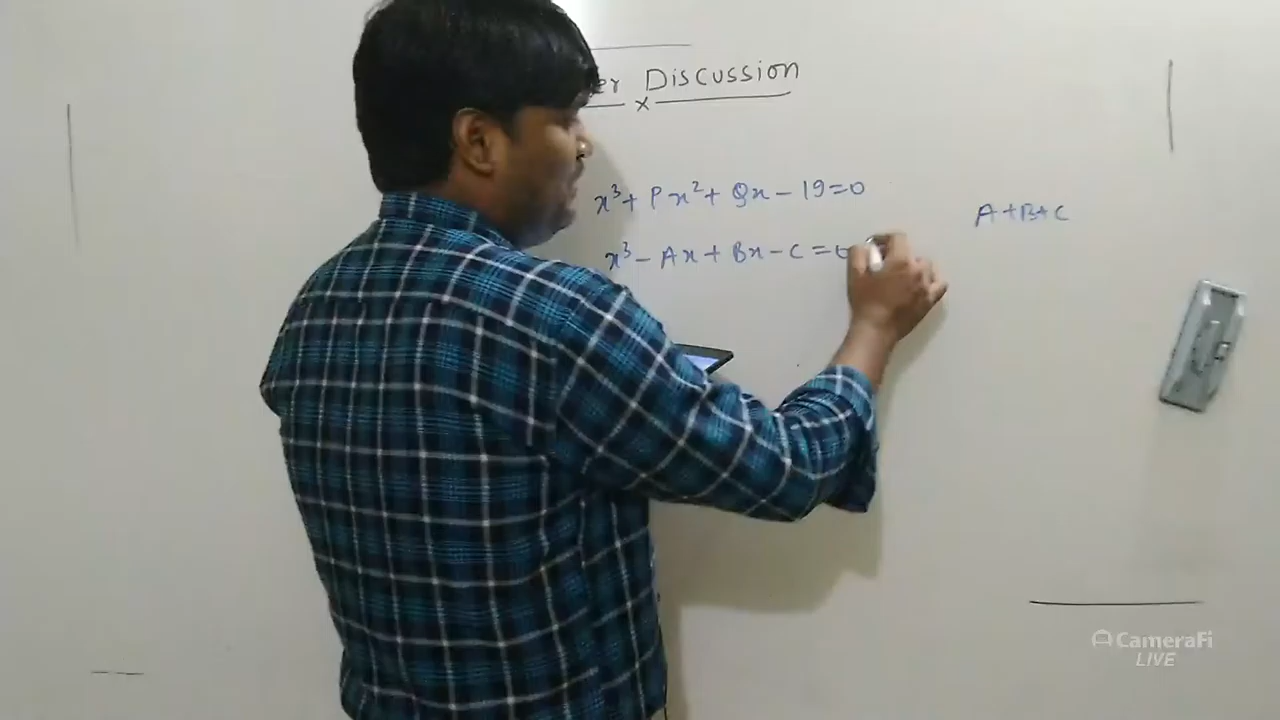 Discussion
x
x³ + Px² + Qx - 19 = 0
A + B + C
x³ - Ax + Bx - C = 0
CameraFi
LIVE